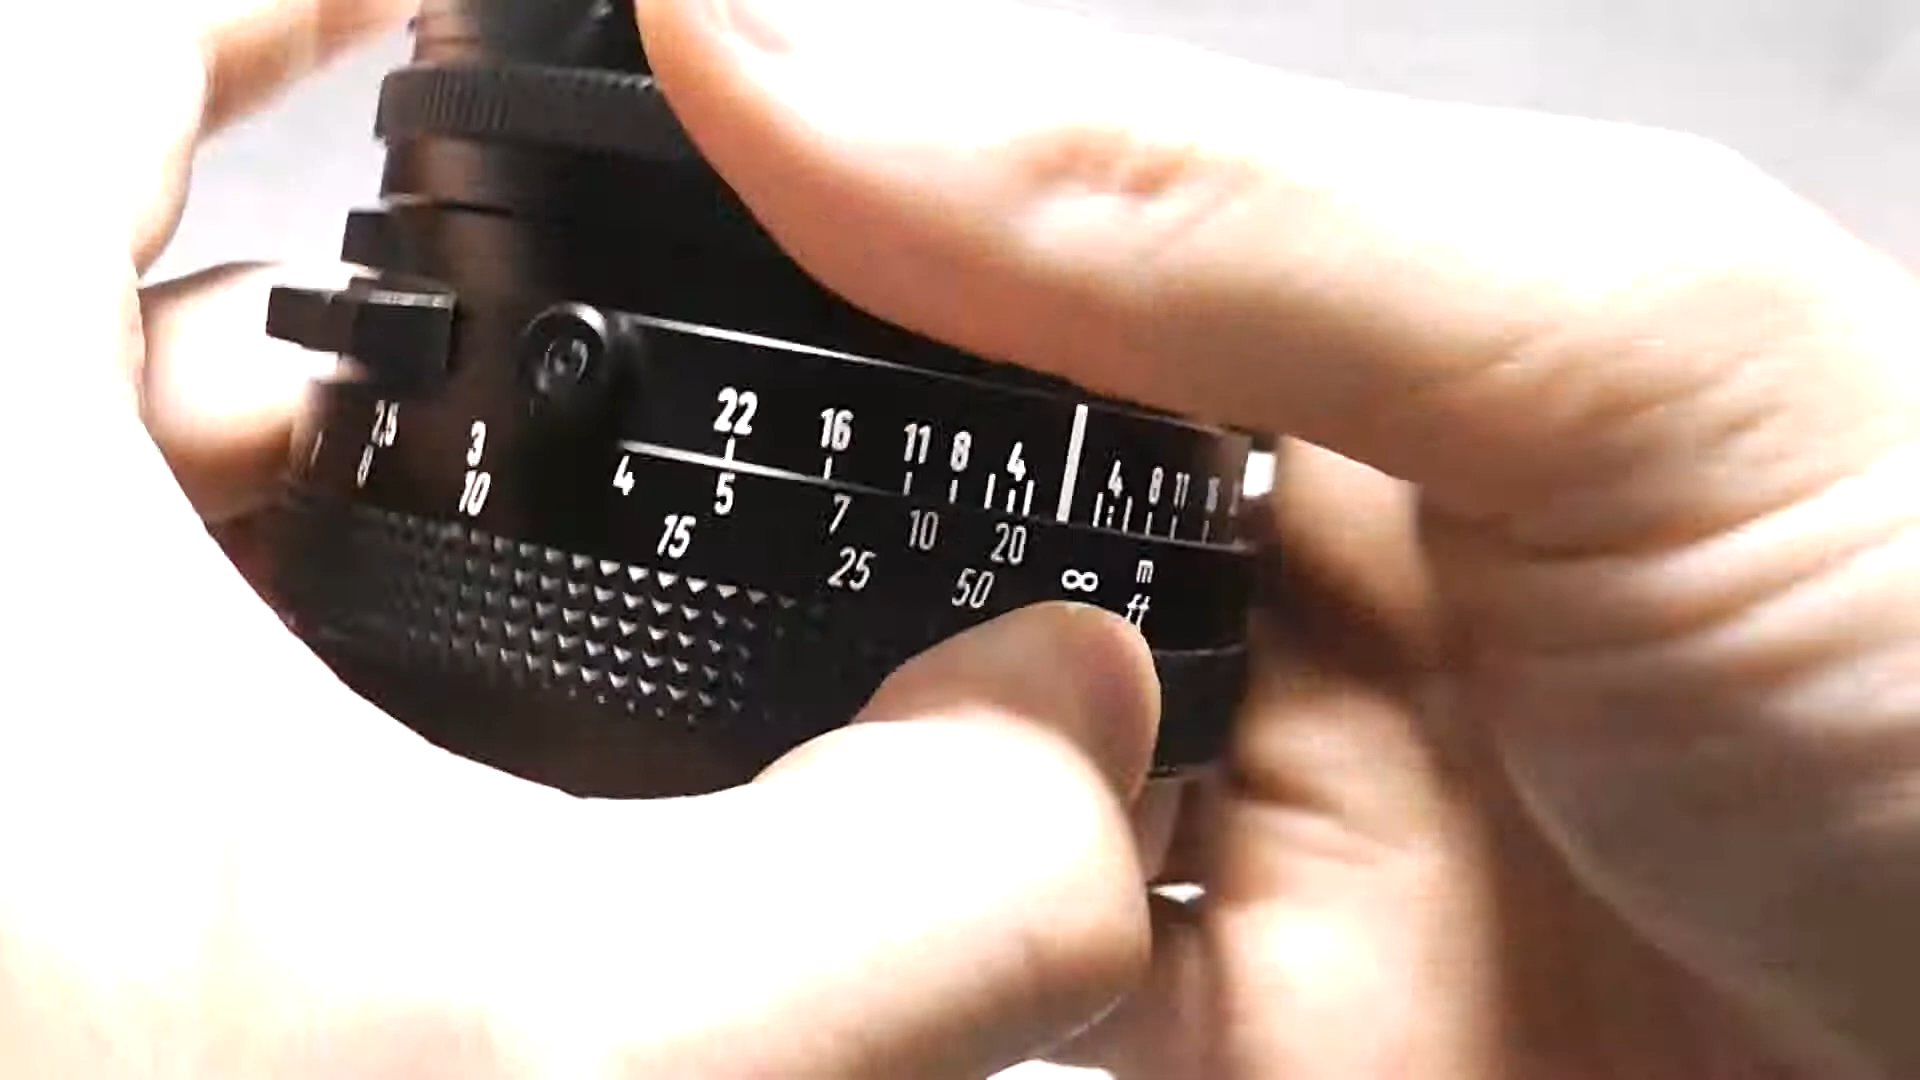 22 16 11 8 4 4 8 11
2,5 3 4 5 7 10 20 ∞ m
8 10 15 25 50 ft